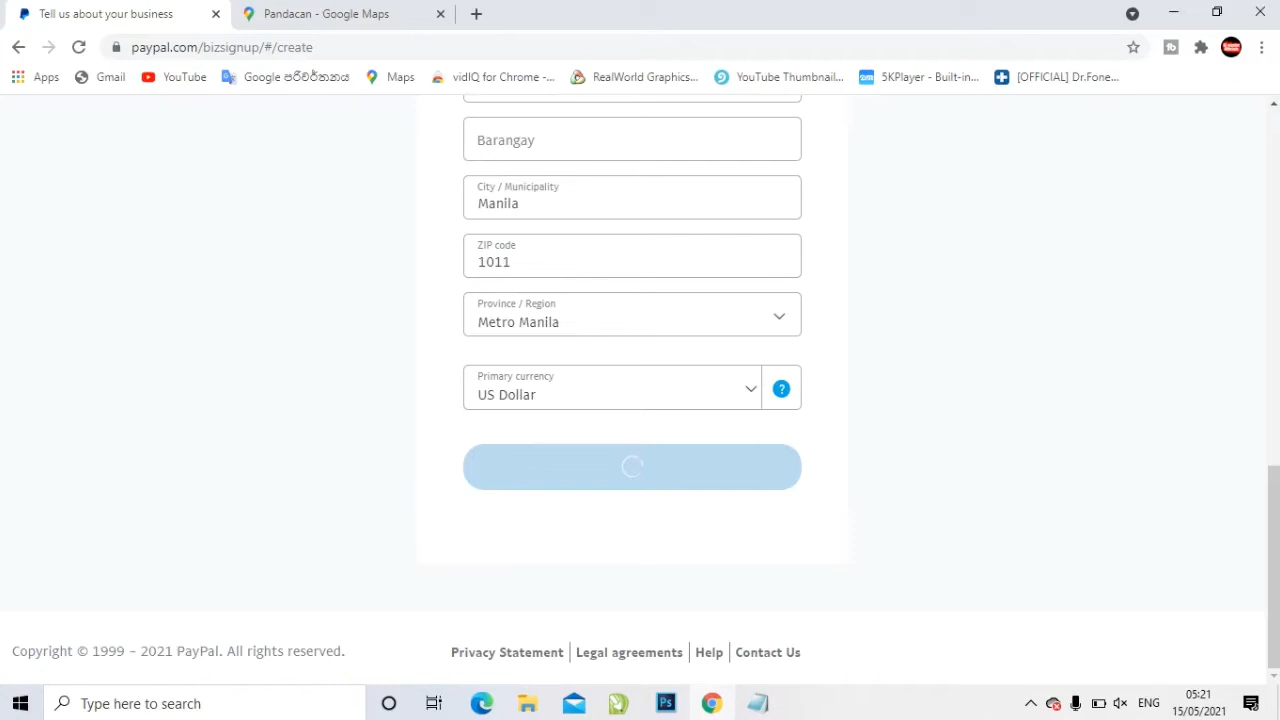 Tell us about your business
Pandacan - Google Maps
paypal.com/bizsignup/#/create
Apps
Gmail
YouTube
Google පරිවර්තනය
Maps
vidIQ for Chrome -...
RealWorld Graphics...
YouTube Thumbnail...
5KPlayer - Built-in...
[OFFICIAL] Dr.Fone...
Barangay
City / Municipality
Manila
ZIP code
1011
Province / Region
Metro Manila
Primary currency
US Dollar
?
Copyright © 1999 - 2021 PayPal. All rights reserved.
Privacy Statement
Legal agreements
Help
Contact Us
Type here to search
Ps
ENG
05:21
15/05/2021